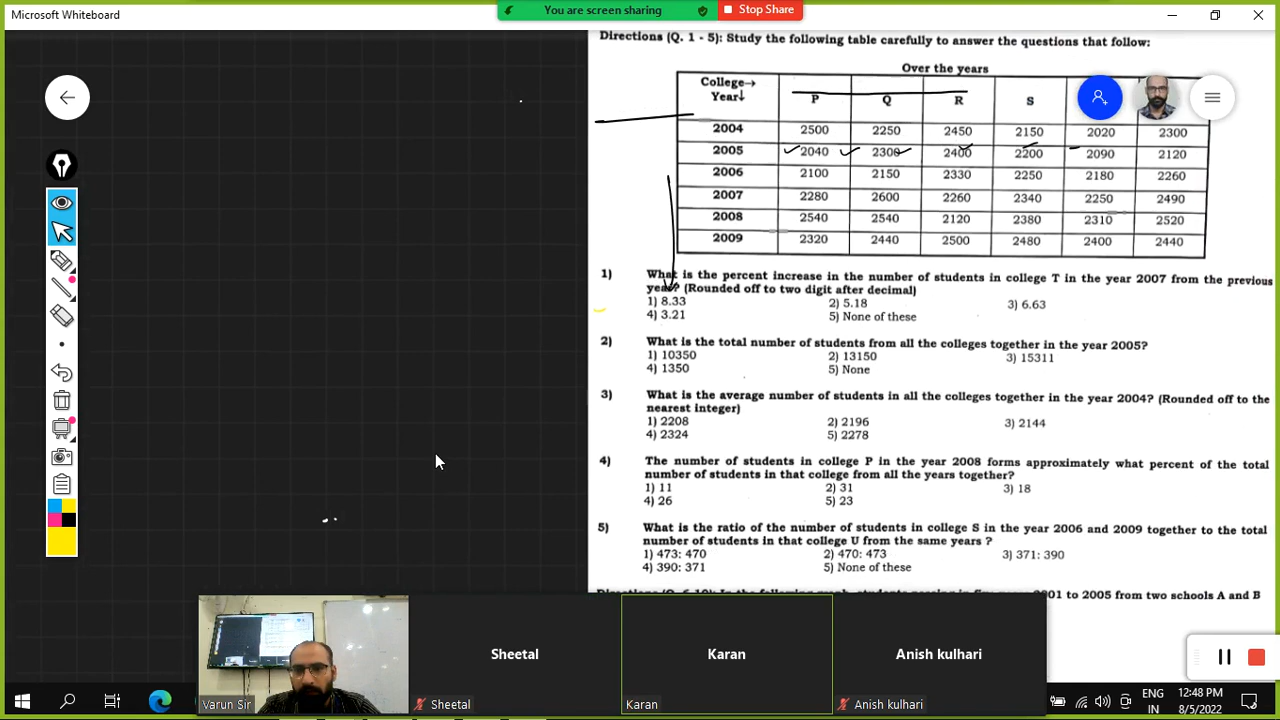 Microsoft Whiteboard
You are screen sharing
Stop Share
Directions (Q. 1 - 5): Study the following table carefully to answer the questions that follow:
Over the years
College→
Year↓
P Q R S
2004 2500 2250 2450 2150 2020 2300
2005 2040 2300 2400 2200 2090 2120
2006 2100 2150 2330 2250 2180 2260
2007 2280 2600 2260 2340 2250 2490
2008 2540 2540 2120 2380 2310 2520
2009 2320 2440 2500 2480 2400 2440
1) What is the percent increase in the number of students in college T in the year 2007 from the previous
year? (Rounded off to two digit after decimal)
1) 8.33 2) 5.18 3) 6.63
4) 3.21 5) None of these
2) What is the total number of students from all the colleges together in the year 2005?
1) 10350 2) 13150 3) 15311
4) 1350 5) None
3) What is the average number of students in all the colleges together in the year 2004? (Rounded off to the
nearest integer)
1) 2208 2) 2196 3) 2144
4) 2324 5) 2278
4) The number of students in college P in the year 2008 forms approximately what percent of the total
number of students in that college from all the years together?
1) 11 2) 31 3) 18
4) 26 5) 23
5) What is the ratio of the number of students in college S in the year 2006 and 2009 together to the total
number of students in that college U from the same years ?
1) 473: 470 2) 470: 473 3) 371: 390
4) 390: 371 5) None of these
001 to 2005 from two schools A and B
Sheetal
Karan
Anish kulhari
Varun Sir
Sheetal
Karan
Anish kulhari
ENG
IN
12:48 PM
8/5/2022